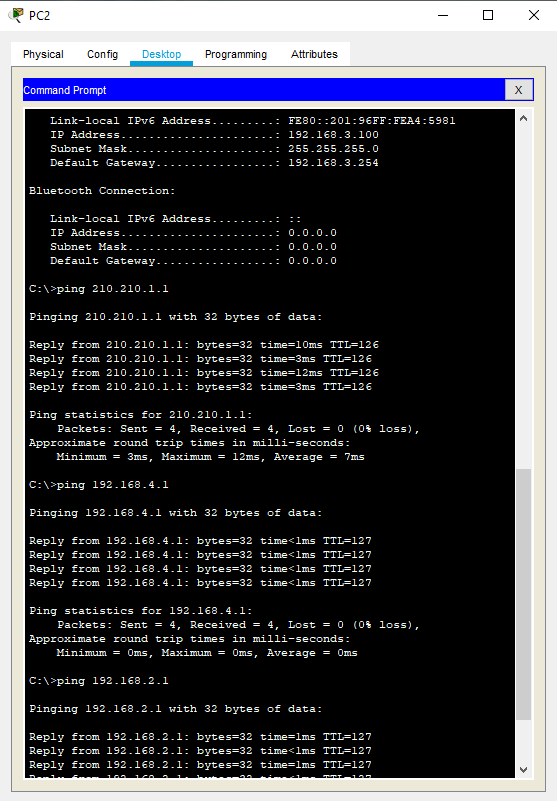 PC2
Physical Config Desktop Programming Attributes
Command Prompt X
Link-local IPv6 Address.........: FE80::201:96FF:FEA4:5981
IP Address......................: 192.168.3.100
Subnet Mask.....................: 255.255.255.0
Default Gateway.................: 192.168.3.254
Bluetooth Connection:
Link-local IPv6 Address.........: ::
IP Address......................: 0.0.0.0
Subnet Mask.....................: 0.0.0.0
Default Gateway.................: 0.0.0.0
C:\>ping 210.210.1.1
Pinging 210.210.1.1 with 32 bytes of data:
Reply from 210.210.1.1: bytes=32 time=10ms TTL=126
Reply from 210.210.1.1: bytes=32 time=3ms TTL=126
Reply from 210.210.1.1: bytes=32 time=12ms TTL=126
Reply from 210.210.1.1: bytes=32 time=3ms TTL=126
Ping statistics for 210.210.1.1:
Packets: Sent = 4, Received = 4, Lost = 0 (0% loss),
Approximate round trip times in milli-seconds:
Minimum = 3ms, Maximum = 12ms, Average = 7ms
C:\>ping 192.168.4.1
Pinging 192.168.4.1 with 32 bytes of data:
Reply from 192.168.4.1: bytes=32 time<1ms TTL=127
Reply from 192.168.4.1: bytes=32 time<1ms TTL=127
Reply from 192.168.4.1: bytes=32 time<1ms TTL=127
Reply from 192.168.4.1: bytes=32 time<1ms TTL=127
Ping statistics for 192.168.4.1:
Packets: Sent = 4, Received = 4, Lost = 0 (0% loss),
Approximate round trip times in milli-seconds:
Minimum = 0ms, Maximum = 0ms, Average = 0ms
C:\>ping 192.168.2.1
Pinging 192.168.2.1 with 32 bytes of data:
Reply from 192.168.2.1: bytes=32 time=1ms TTL=127
Reply from 192.168.2.1: bytes=32 time<1ms TTL=127
Reply from 192.168.2.1: bytes=32 time=1ms TTL=127
Reply from 192.168.2.1: bytes=32 time<1ms TTL=127